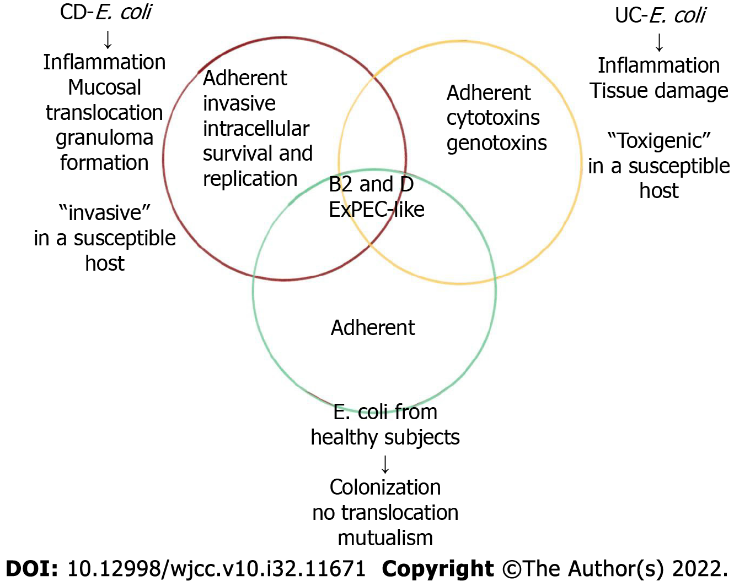 CD-E. coli
↓
Inflammation
Mucosal
translocation
granuloma
formation
“invasive”
in a susceptible
host
Adherent
invasive
intracellular
survival and
replication
Adherent
cytotoxins
genotoxins
UC-E. coli
↓
Inflammation
Tissue damage
“Toxigenic”
in a susceptible
host
B2 and D
ExPEC-like
Adherent
E. coli from
healthy subjects
↓
Colonization
no translocation
mutualism
DOI: 10.12998/wjcc.v10.i32.11671 Copyright ©The Author(s) 2022.